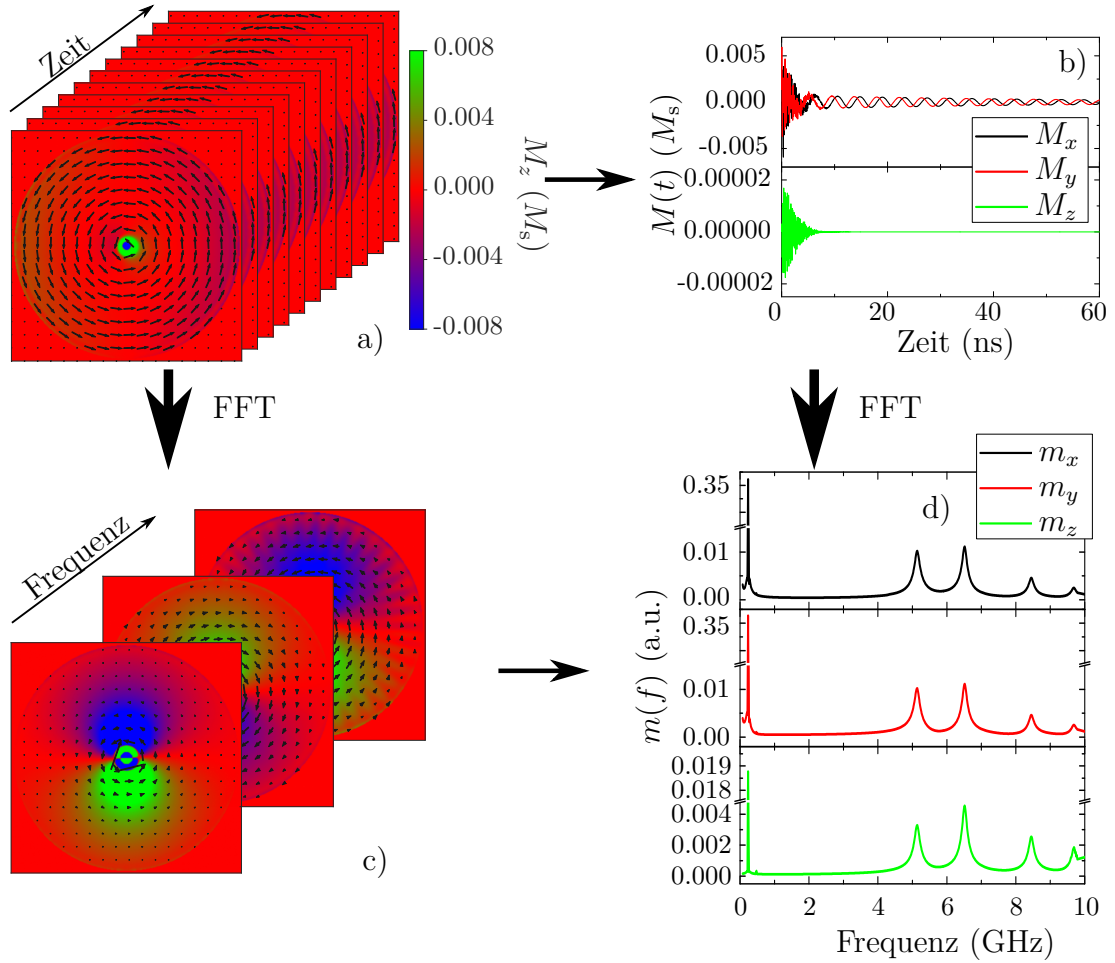 Zeit
0.008
0.004
0.000
-0.004
-0.008
M_z (M_s)
a)
b)
0.005
0.000
-0.005
0.00002
0.00000
-0.00002
M(t) (M_s)
M_x
M_y
M_z
0 20 40 60
Zeit (ns)
FFT
FFT
Frequenz
c)
d)
m_x
m_y
m_z
0.35
0.01
0.00
0.35
0.01
0.00
0.019
0.018
0.004
0.002
0.000
m(f) (a.u.)
0 2 4 6 8 10
Frequenz (GHz)